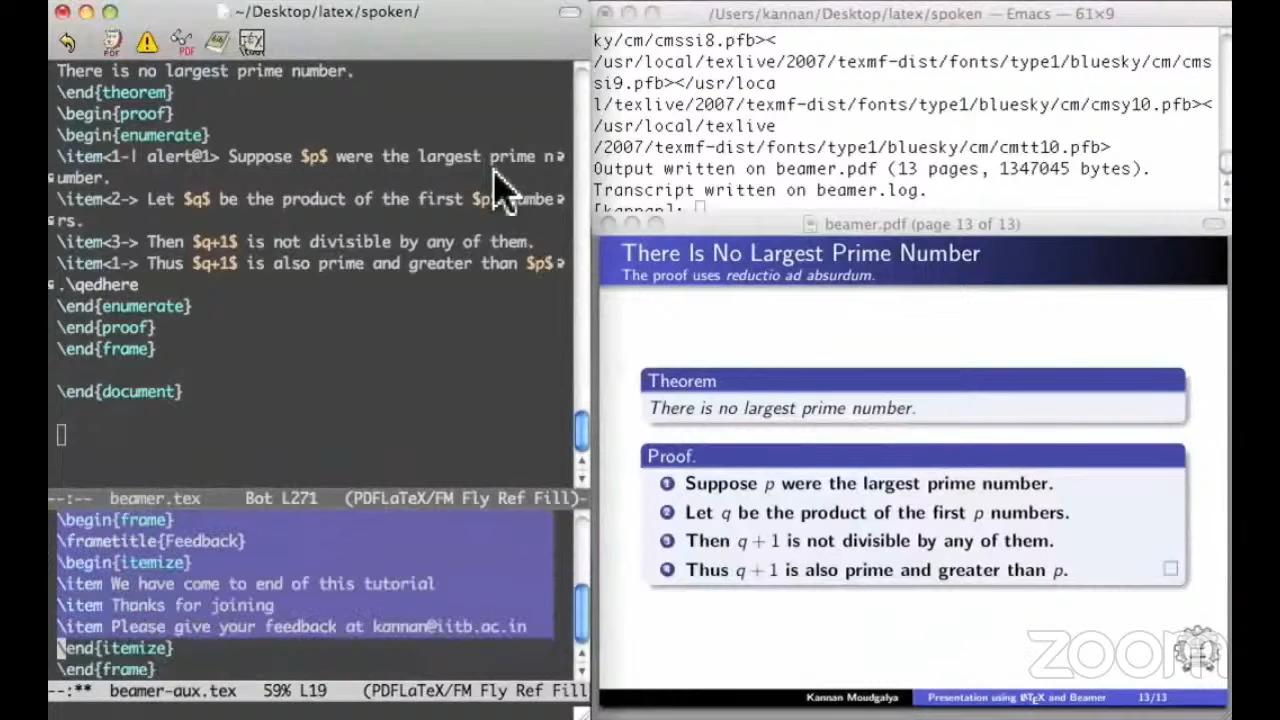 ~/Desktop/latex/spoken/
There is no largest prime number.
\end{theorem}
\begin{proof}
\begin{enumerate}
\item<1-| alert@1> Suppose $p$ were the largest prime n
umber.
\item<2-> Let $q$ be the product of the first $p
umbe
rs.
\item<3-> Then $q+1$ is not divisible by any of them.
\item<1-> Thus $q+1$ is also prime and greater than $p$
.\qedhere
\end{enumerate}
\end{proof}
\end{frame}
\end{document}
--:-- beamer.tex Bot L271 (PDFLaTeX/FM Fly Ref Fill)-
\begin{frame}
\frametitle{Feedback}
\begin{itemize}
\item We have come to end of this tutorial
\item Thanks for joining
\item Please give your feedback at kannan@iitb.ac.in
\end{itemize}
\end{frame}
--:** beamer-aux.tex 59% L19 (PDFLaTeX/FM Fly Ref Fill
/Users/kannan/Desktop/latex/spoken — Emacs — 61×9
ky/cm/cmssi8.pfb><
/usr/local/texlive/2007/texmf-dist/fonts/type1/bluesky/cm/cms
si9.pfb></usr/loca
l/texlive/2007/texmf-dist/fonts/type1/bluesky/cm/cmsy10.pfb><
/usr/local/texlive
/2007/texmf-dist/fonts/type1/bluesky/cm/cmtt10.pfb>
Output written on beamer.pdf (13 pages, 1347045 bytes).
Transcript written on beamer.log.
[kannan]:
beamer.pdf (page 13 of 13)
There Is No Largest Prime Number
The proof uses reductio ad absurdum.
Theorem
There is no largest prime number.
Proof.
1 Suppose p were the largest prime number.
2 Let q be the product of the first p numbers.
3 Then q + 1 is not divisible by any of them.
4 Thus q + 1 is also prime and greater than p.
zoom
Kannan Moudgalya Presentation using LaTeX and Beamer 13/13